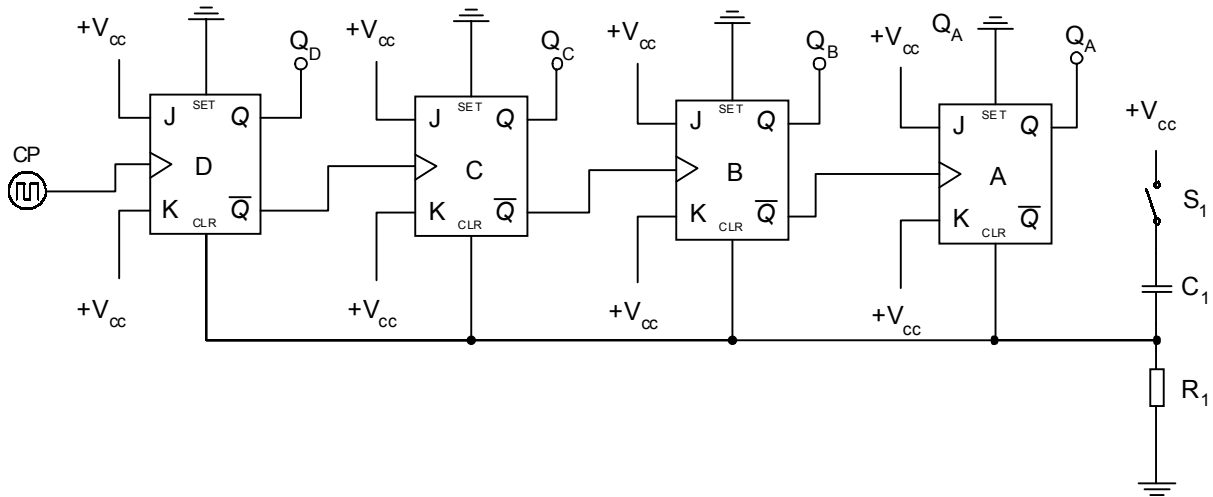 +Vcc +Vcc +Vcc +Vcc QA
QD QC QB QA
+Vcc
SET SET SET SET
J Q J Q J Q J Q
CP
D C B A
S1
K Q̅ K Q̅ K Q̅ K Q̅
CLR CLR CLR CLR
C1
+Vcc +Vcc +Vcc +Vcc
R1